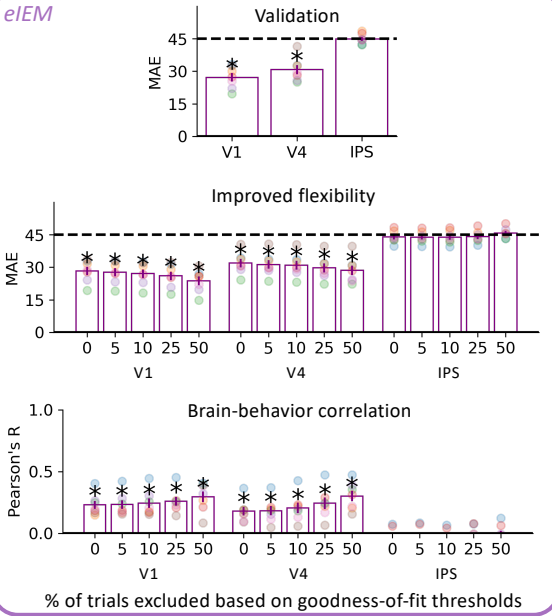 eIEM
Validation
MAE
45
30
15
0
V1 V4 IPS
Improved flexibility
MAE
45
30
15
0
0 5 10 25 50 0 5 10 25 50 0 5 10 25 50
V1 V4 IPS
Brain-behavior correlation
Pearson's R
1.0
0.5
0.0
0 5 10 25 50 0 5 10 25 50 0 5 10 25 50
V1 V4 IPS
% of trials excluded based on goodness-of-fit thresholds